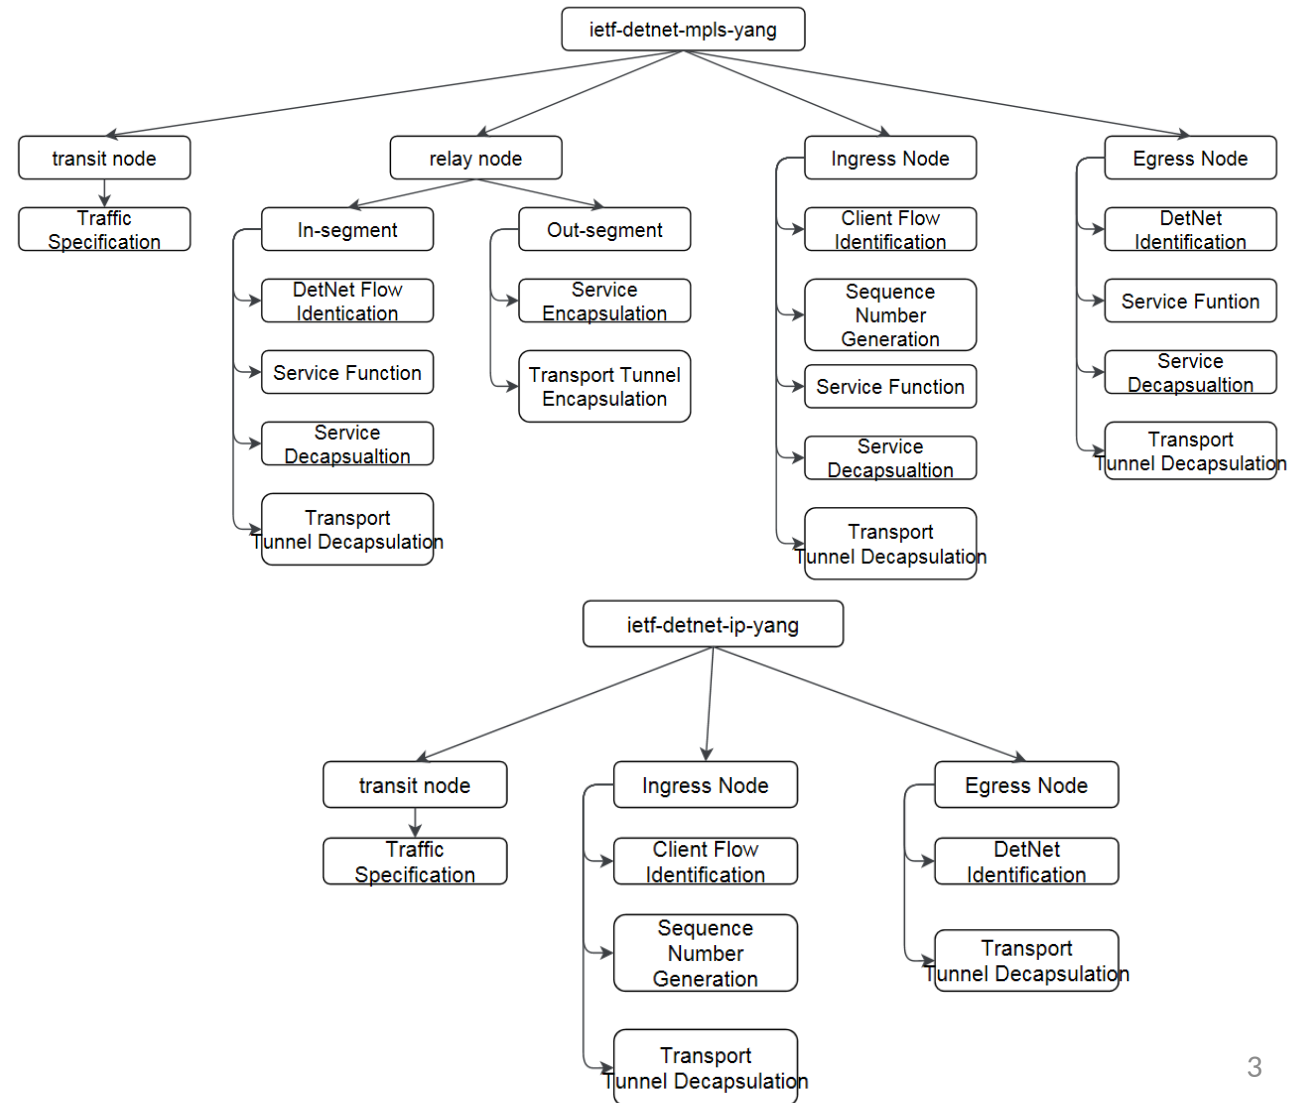 ietf-detnet-mpls-yang
transit node
relay node
Ingress Node
Egress Node
Traffic
Specification
In-segment
Out-segment
Client Flow
Identification
DetNet
Identification
DetNet Flow
Identication
Service
Encapsulation
Sequence
Number
Generation
Service Funtion
Service Function
Transport Tunnel
Encapsulation
Service Function
Service
Decapsualtion
Service
Decapsualtion
Service
Decapsualtion
Transport
Tunnel Decapsulation
Transport
Tunnel Decapsulation
Transport
Tunnel Decapsulation
ietf-detnet-ip-yang
transit node
Ingress Node
Egress Node
Traffic
Specification
Client Flow
Identification
DetNet
Identification
Sequence
Number
Generation
Transport
Tunnel Decapsulation
Transport
Tunnel Decapsulation
3